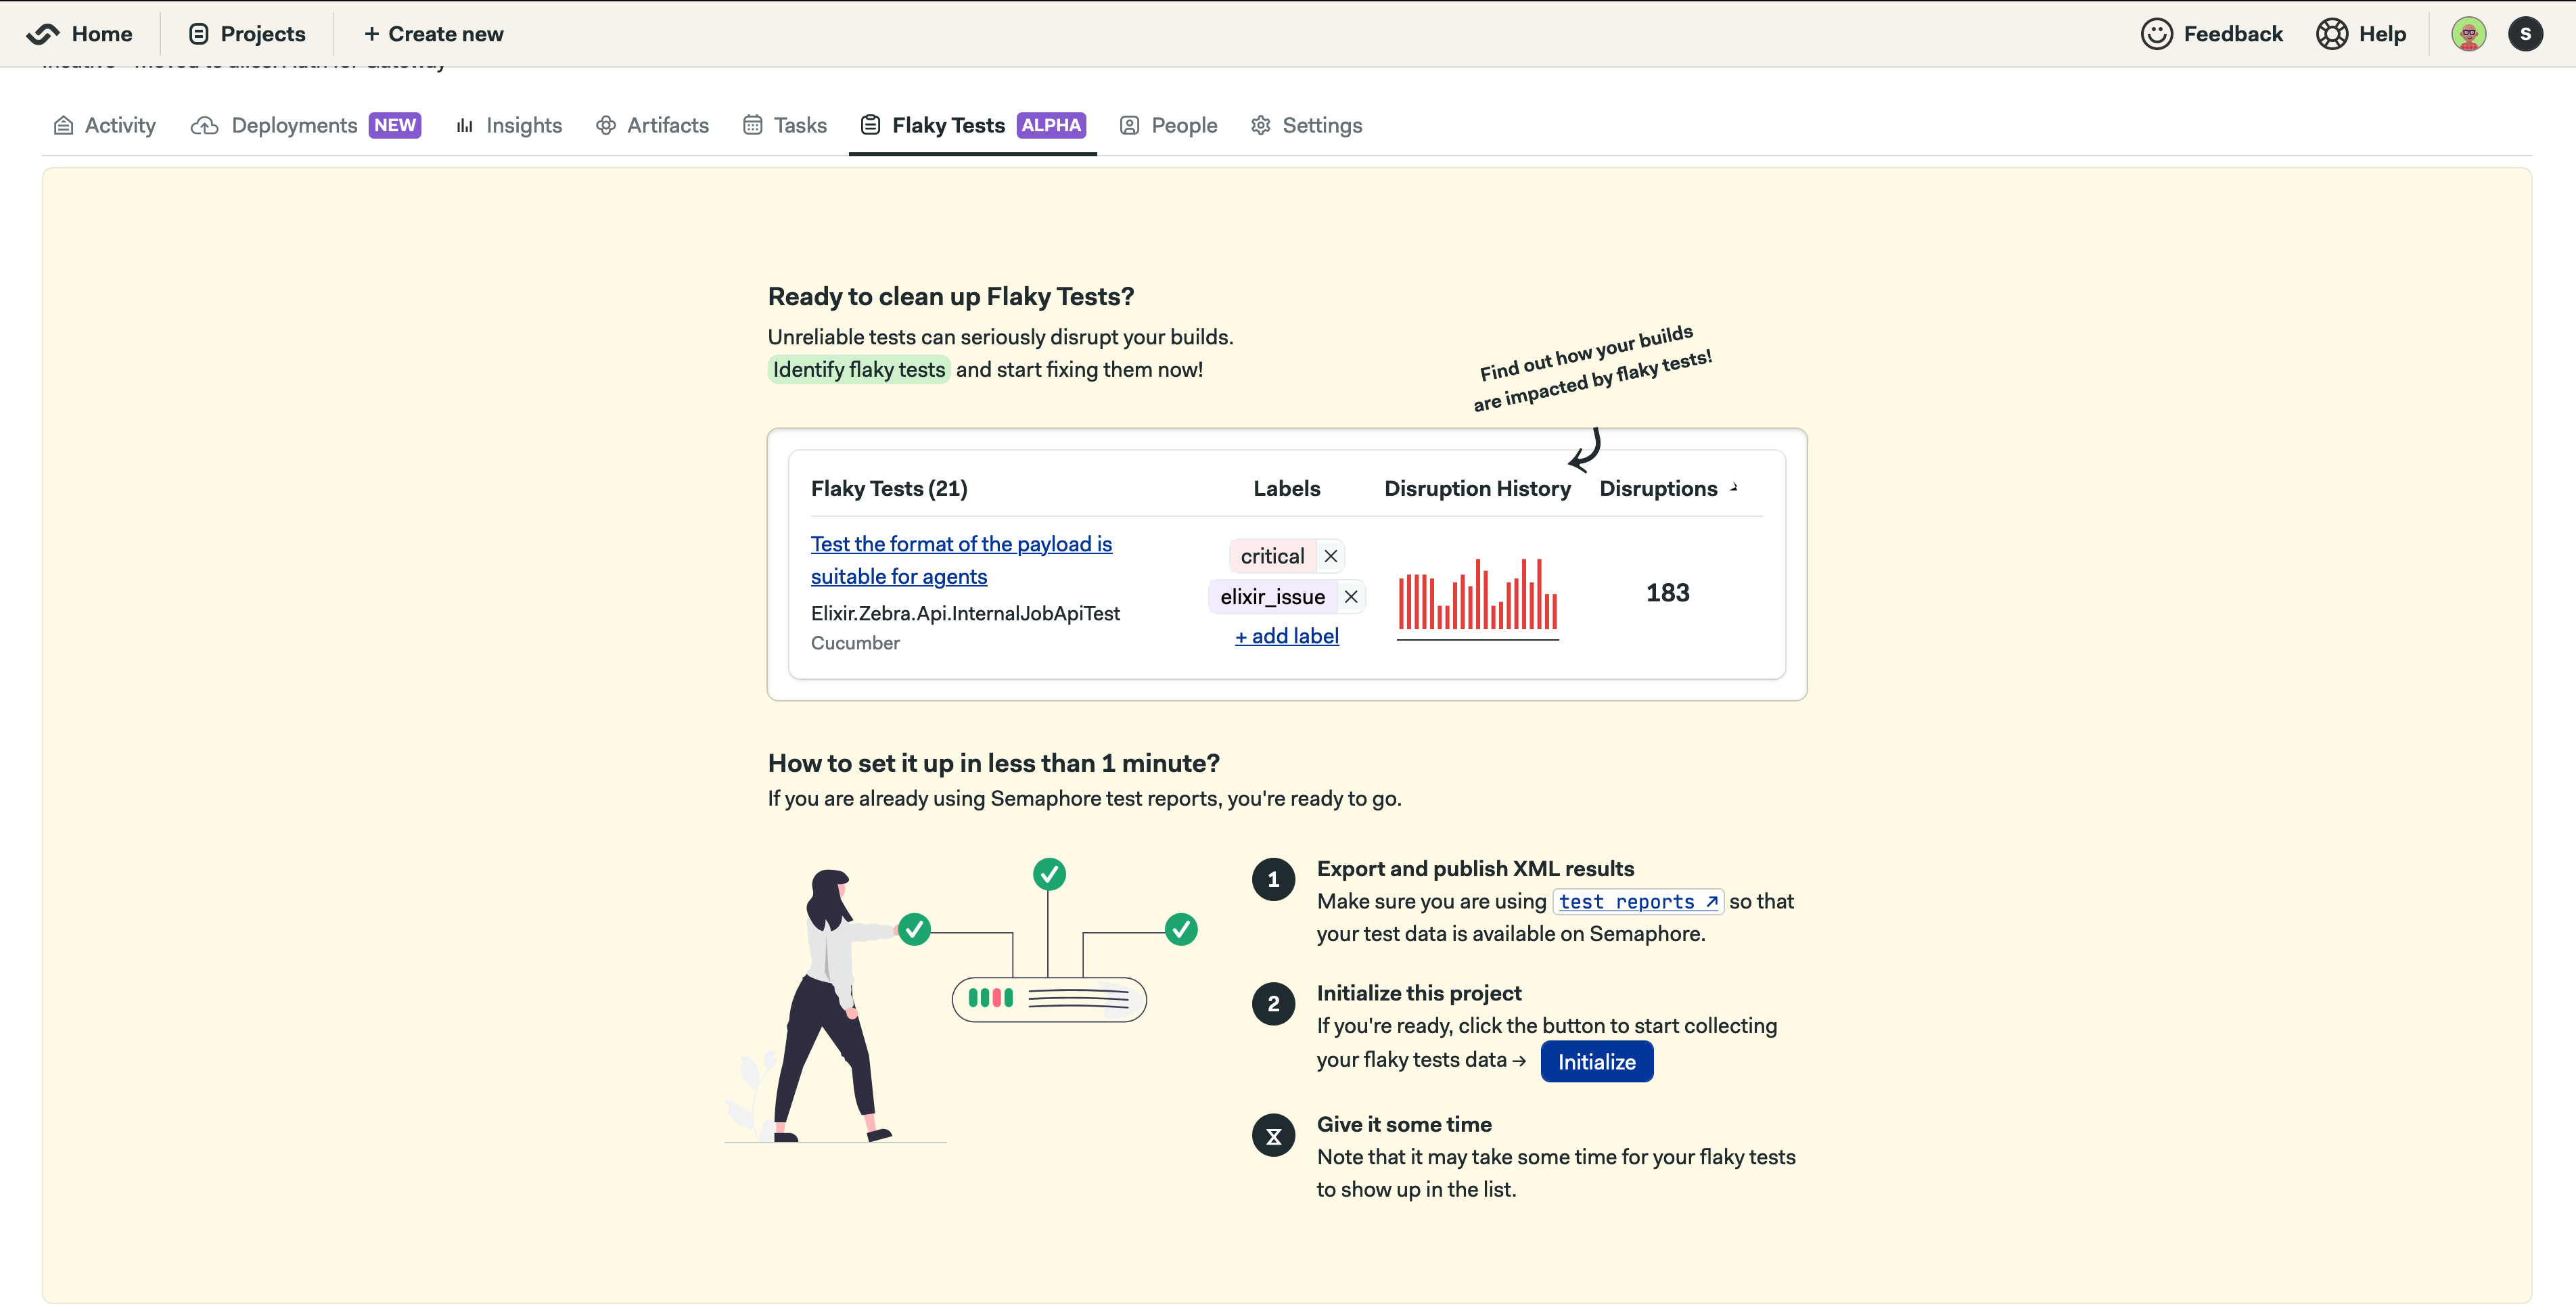 Home
Projects
+ Create new
Feedback
Help
S
Activity
Deployments NEW
Insights
Artifacts
Tasks
Flaky Tests ALPHA
People
Settings
Ready to clean up Flaky Tests?
Unreliable tests can seriously disrupt your builds.
Identify flaky tests and start fixing them now!
Find out how your builds
are impacted by flaky tests!
Flaky Tests (21)
Labels
Disruption History
Disruptions
Test the format of the payload is
suitable for agents
Elixir.Zebra.Api.InternalJobApiTest
Cucumber
critical
elixir_issue
+ add label
183
How to set it up in less than 1 minute?
If you are already using Semaphore test reports, you're ready to go.
1
Export and publish XML results
Make sure you are using test reports ↗ so that
your test data is available on Semaphore.
2
Initialize this project
If you're ready, click the button to start collecting
your flaky tests data → Initialize
Give it some time
Note that it may take some time for your flaky tests
to show up in the list.